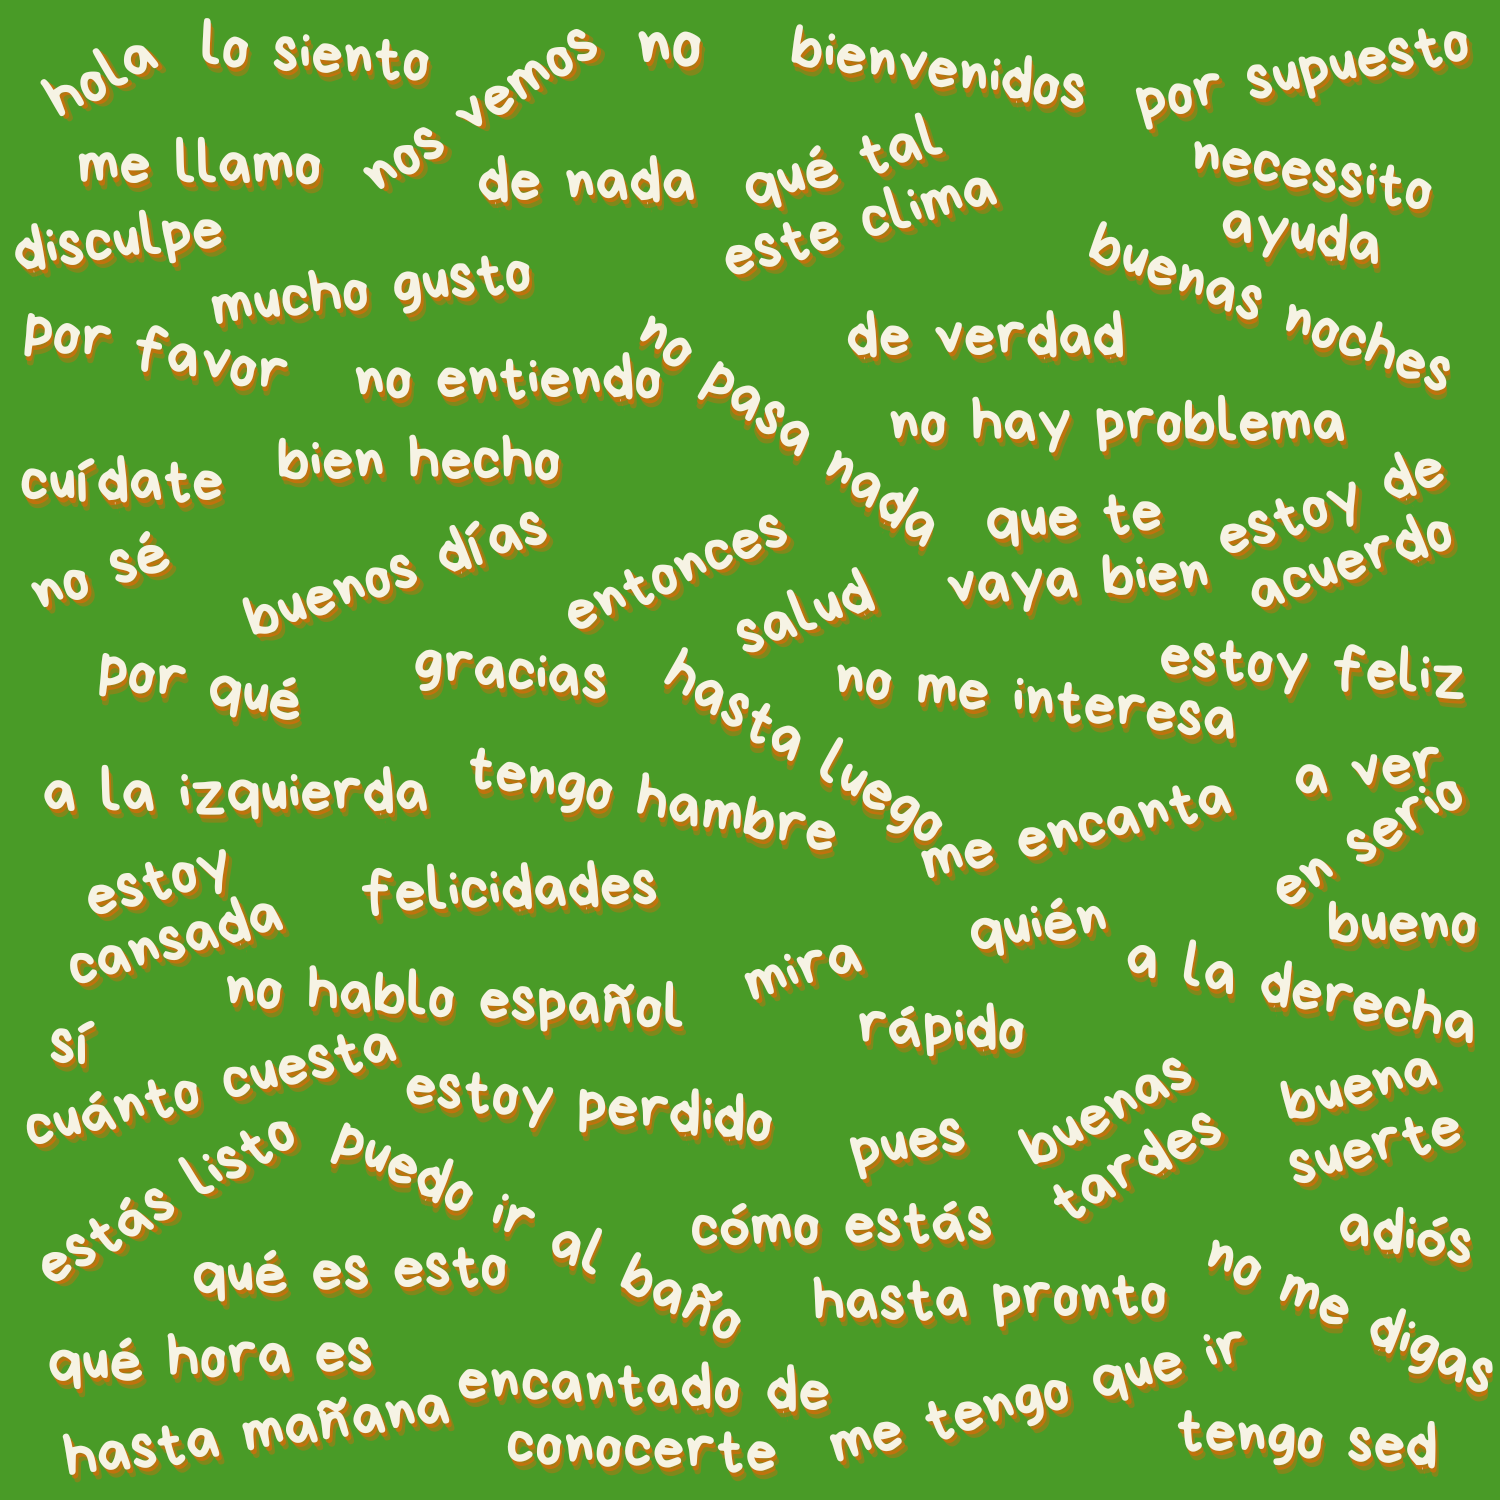 hola
lo siento
nos vemos
no
bienvenidos
por supuesto
me llamo
de nada
qué tal
este clima
necessito
ayuda
disculpe
mucho gusto
buenas noches
por favor
no entiendo
no pasa nada
de verdad
no hay problema
cuídate
bien hecho
que te
vaya bien
estoy de
acuerdo
no sé
buenos días
entonces
salud
por qué
gracias
hasta luego
no me interesa
estoy feliz
a la izquierda
tengo hambre
me encanta
a ver
en serio
estoy
cansada
felicidades
quién
bueno
no hablo español
mira
a la derecha
sí
rápido
cuánto cuesta
estoy perdido
pues
buenas
tardes
buena
suerte
estás listo
puedo ir al baño
cómo estás
adiós
qué es esto
hasta pronto
no me digas
qué hora es
encantado de
conocerte
me tengo que ir
hasta mañana
tengo sed